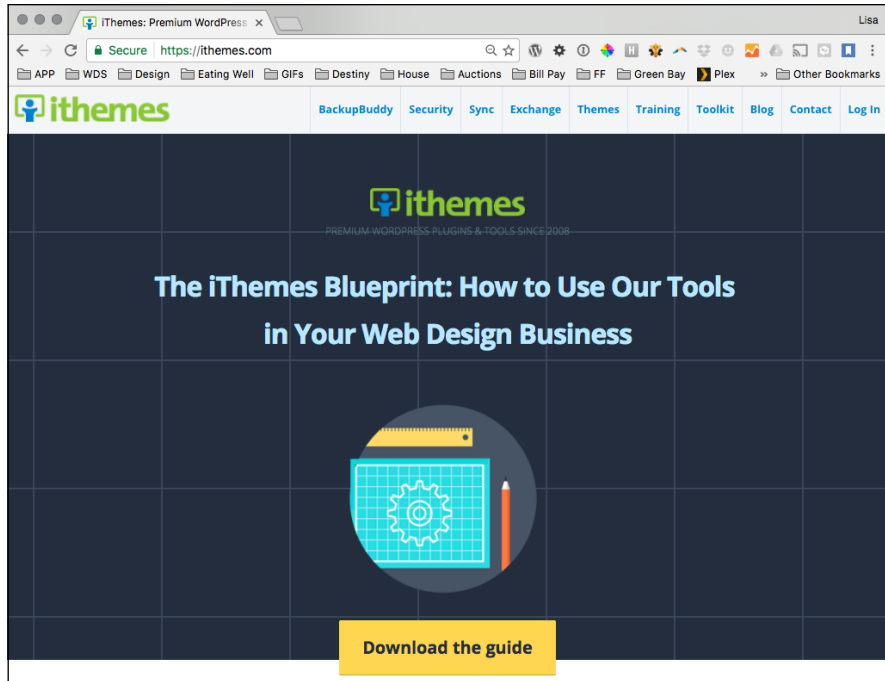 iThemes: Premium WordPress
Lisa
Secure https://ithemes.com
APP WDS Design Eating Well GIFs Destiny House Auctions Bill Pay FF Green Bay Plex » Other Bookmarks
ithemes
BackupBuddy Security Sync Exchange Themes Training Toolkit Blog Contact Log In
ithemes
PREMIUM WORDPRESS PLUGINS & TOOLS SINCE 2008
The iThemes Blueprint: How to Use Our Tools
in Your Web Design Business
Download the guide